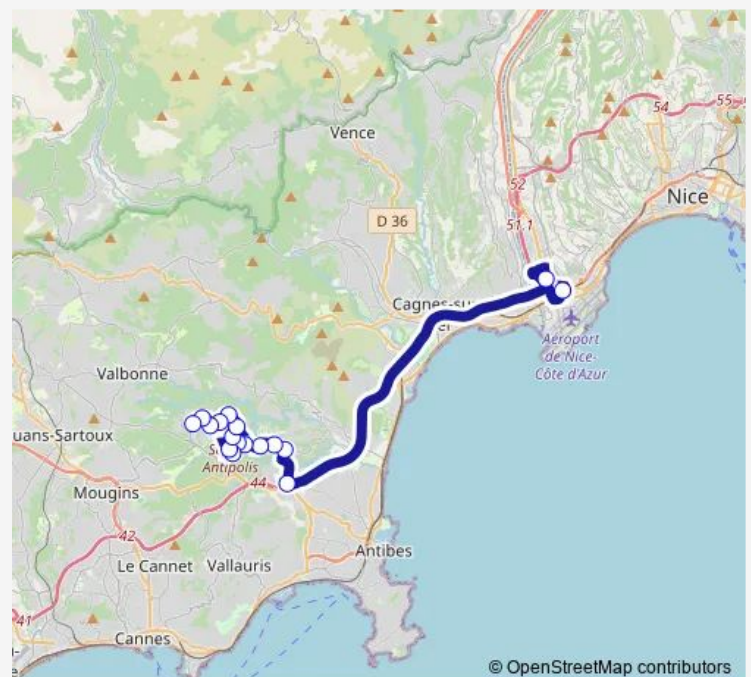 Vence
54
55
52
Nice
D 36
51.1
Cagnes-su
er
Aéroport
de Nice-
Côte d'Azur
Valbonne
uans-Sartoux
Antipolis
44
Mougins
42
Antibes
Le Cannet
Vallauris
41
Cannes
© OpenStreetMap contributors